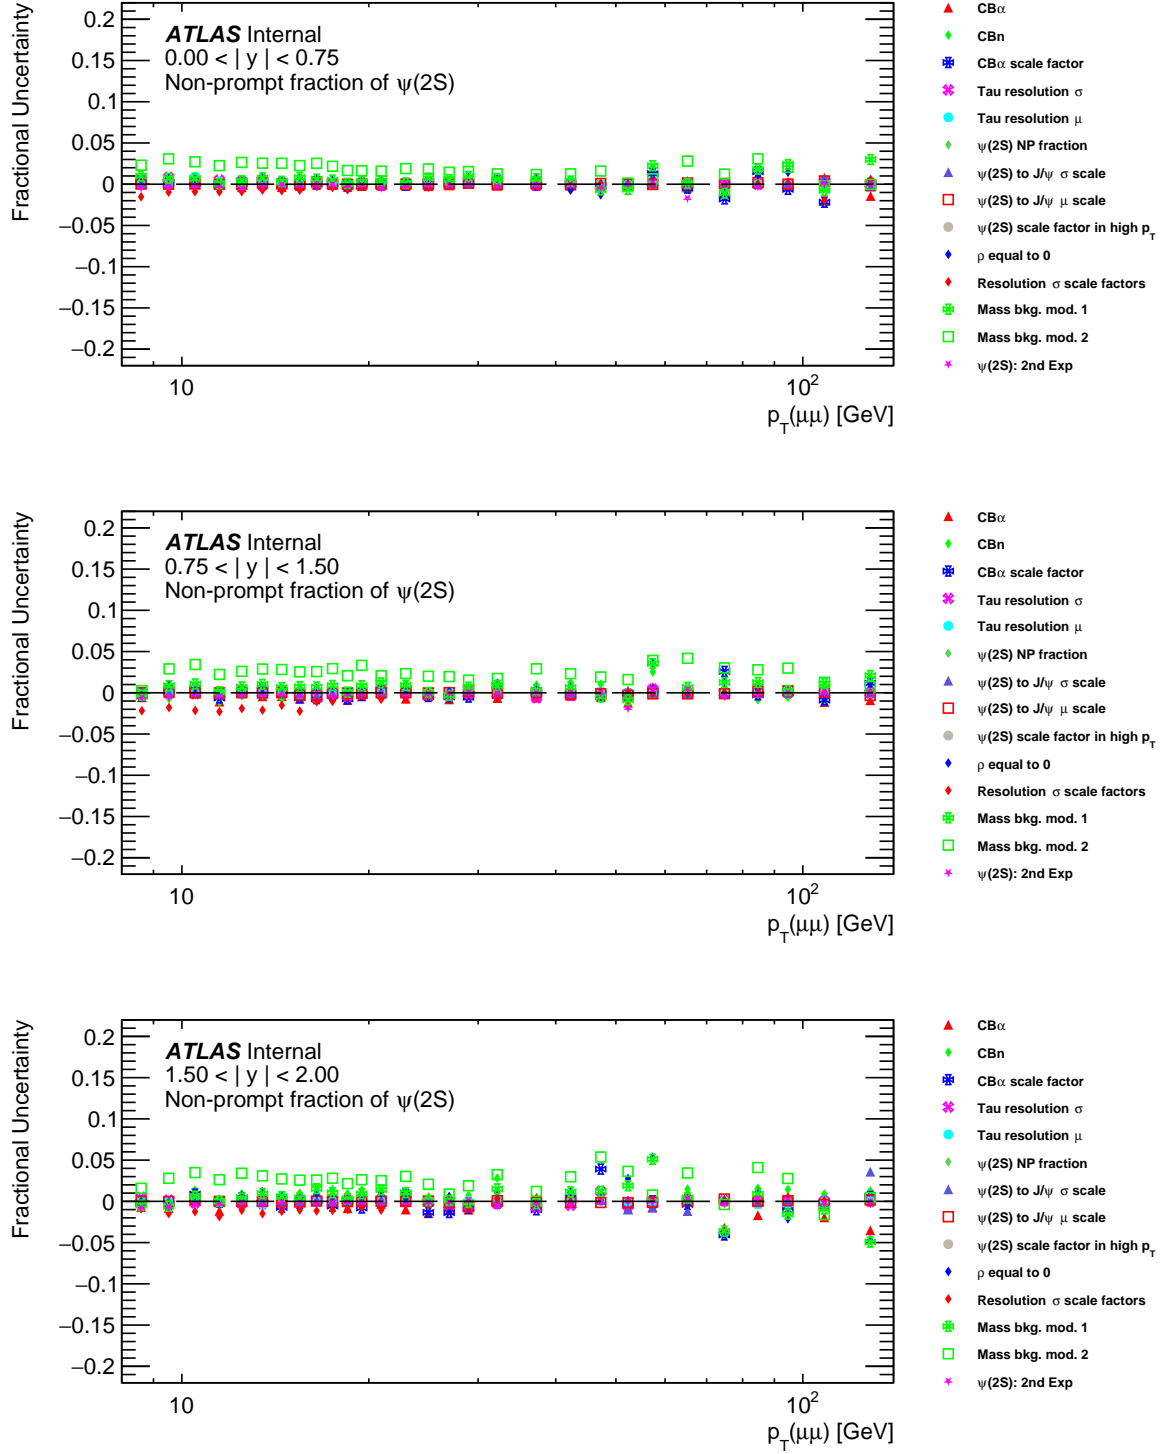 Fractional Uncertainty
0.2
0.15
0.1
0.05
0
−0.05
−0.1
−0.15
−0.2
ATLAS Internal
0.00 < | y | < 0.75
Non-prompt fraction of ψ(2S)
10
10²
p_T(μμ) [GeV]
CBα
CBn
CBα scale factor
Tau resolution σ
Tau resolution μ
ψ(2S) NP fraction
ψ(2S) to J/ψ σ scale
ψ(2S) to J/ψ μ scale
ψ(2S) scale factor in high p_T
ρ equal to 0
Resolution σ scale factors
Mass bkg. mod. 1
Mass bkg. mod. 2
ψ(2S): 2nd Exp
Fractional Uncertainty
0.2
0.15
0.1
0.05
0
−0.05
−0.1
−0.15
−0.2
ATLAS Internal
0.75 < | y | < 1.50
Non-prompt fraction of ψ(2S)
10
10²
p_T(μμ) [GeV]
CBα
CBn
CBα scale factor
Tau resolution σ
Tau resolution μ
ψ(2S) NP fraction
ψ(2S) to J/ψ σ scale
ψ(2S) to J/ψ μ scale
ψ(2S) scale factor in high p_T
ρ equal to 0
Resolution σ scale factors
Mass bkg. mod. 1
Mass bkg. mod. 2
ψ(2S): 2nd Exp
Fractional Uncertainty
0.2
0.15
0.1
0.05
0
−0.05
−0.1
−0.15
−0.2
ATLAS Internal
1.50 < | y | < 2.00
Non-prompt fraction of ψ(2S)
10
10²
p_T(μμ) [GeV]
CBα
CBn
CBα scale factor
Tau resolution σ
Tau resolution μ
ψ(2S) NP fraction
ψ(2S) to J/ψ σ scale
ψ(2S) to J/ψ μ scale
ψ(2S) scale factor in high p_T
ρ equal to 0
Resolution σ scale factors
Mass bkg. mod. 1
Mass bkg. mod. 2
ψ(2S): 2nd Exp